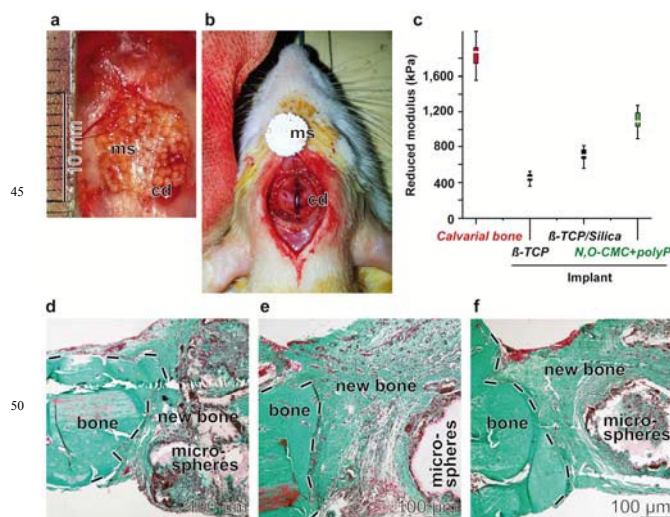 a
b
c
ms
cd
10 mm
ms
cd
45
Reduced modulus (kPa)
1,600
1,200
800
400
0
Calvarial bone
ß-TCP/Silica
ß-TCP
N,O-CMC+polyP
Implant
d
e
f
50
bone
new bone
micro-
spheres
100 µm
bone
new bone
micro-
spheres
100 µm
bone
new bone
micro-
spheres
100 µm